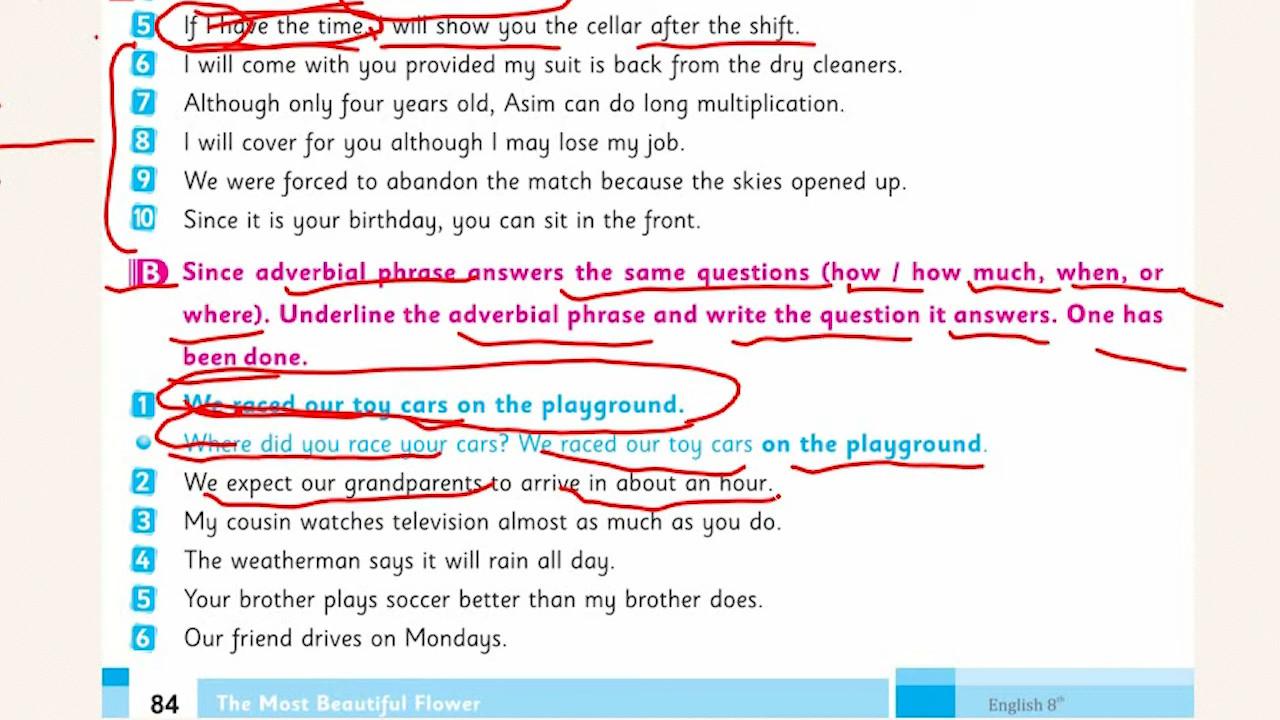 5 If I have the time, I will show you the cellar after the shift.
6 I will come with you provided my suit is back from the dry cleaners.
7 Although only four years old, Asim can do long multiplication.
8 I will cover for you although I may lose my job.
9 We were forced to abandon the match because the skies opened up.
10 Since it is your birthday, you can sit in the front.
B Since adverbial phrase answers the same questions (how / how much, when, or
where). Underline the adverbial phrase and write the question it answers. One has
been done.
1 We raced our toy cars on the playground.
Where did you race your cars? We raced our toy cars on the playground.
2 We expect our grandparents to arrive in about an hour.
3 My cousin watches television almost as much as you do.
4 The weatherman says it will rain all day.
5 Your brother plays soccer better than my brother does.
6 Our friend drives on Mondays.
84 The Most Beautiful Flower English 8th